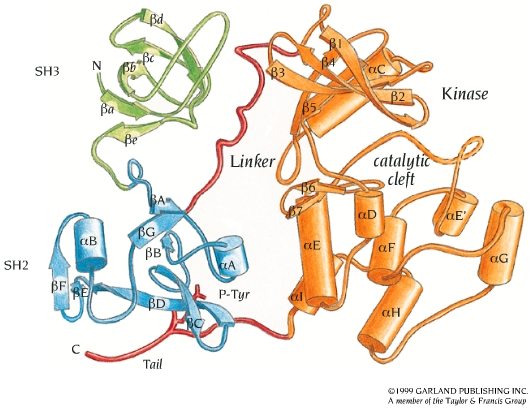 βd
SH3
N
βb
βc
βa
βe
β1
β4
β3
αC
β2
β5
Kinase
Linker
catalytic
cleft
β6
β7
αD
αE'
αE
αF
αG
αI
αH
βA
βG
αB
βB
αA
SH2
βF
βE
βD
P-Tyr
βC
C
Tail
©1999 GARLAND PUBLISHING INC.
A member of the Taylor & Francis Group